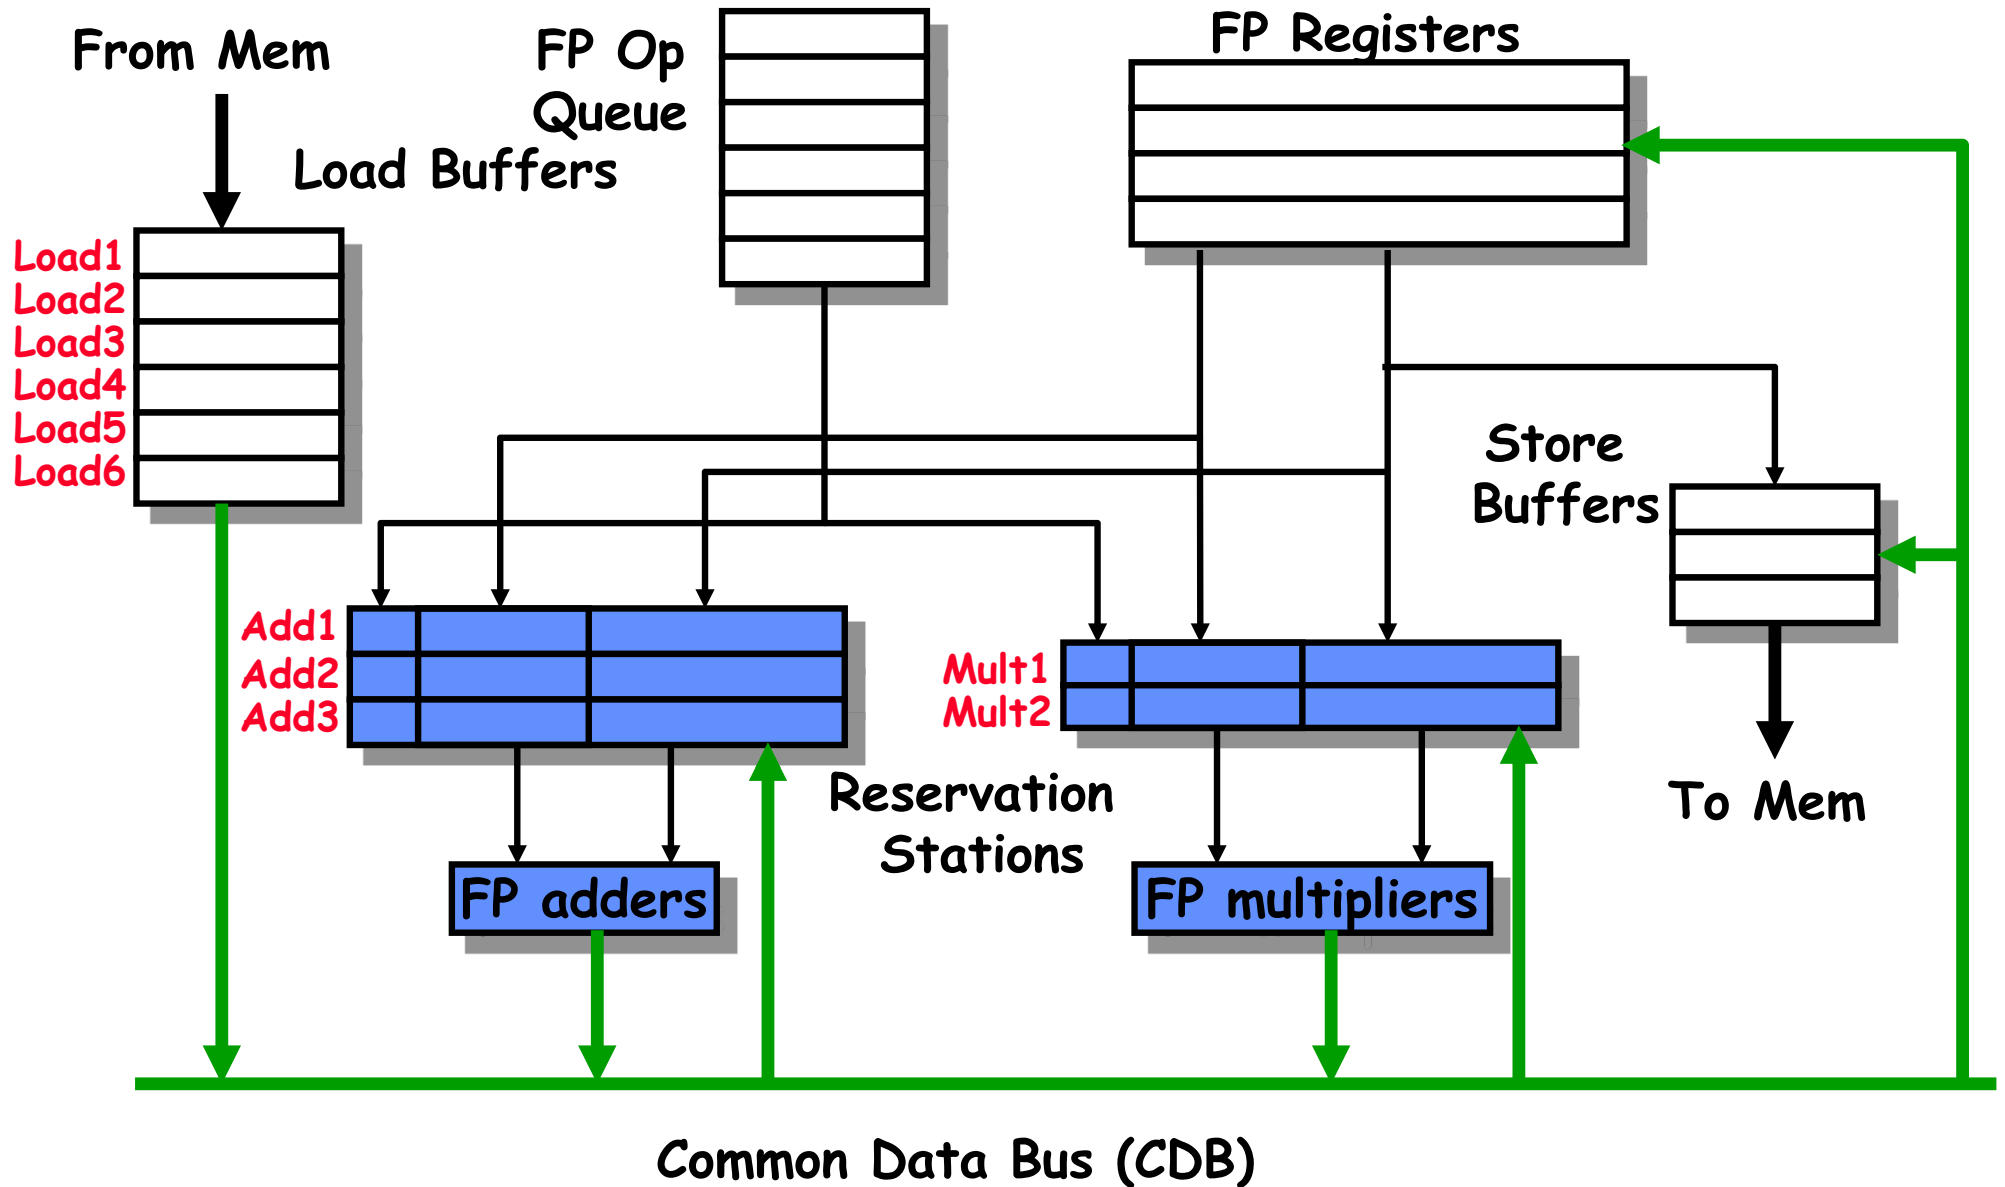 From Mem
FP Op
Queue
FP Registers
Load Buffers
Load1
Load2
Load3
Load4
Load5
Load6
Store
Buffers
Add1
Add2
Add3
Mult1
Mult2
Reservation
Stations
To Mem
FP adders
FP multipliers
Common Data Bus (CDB)